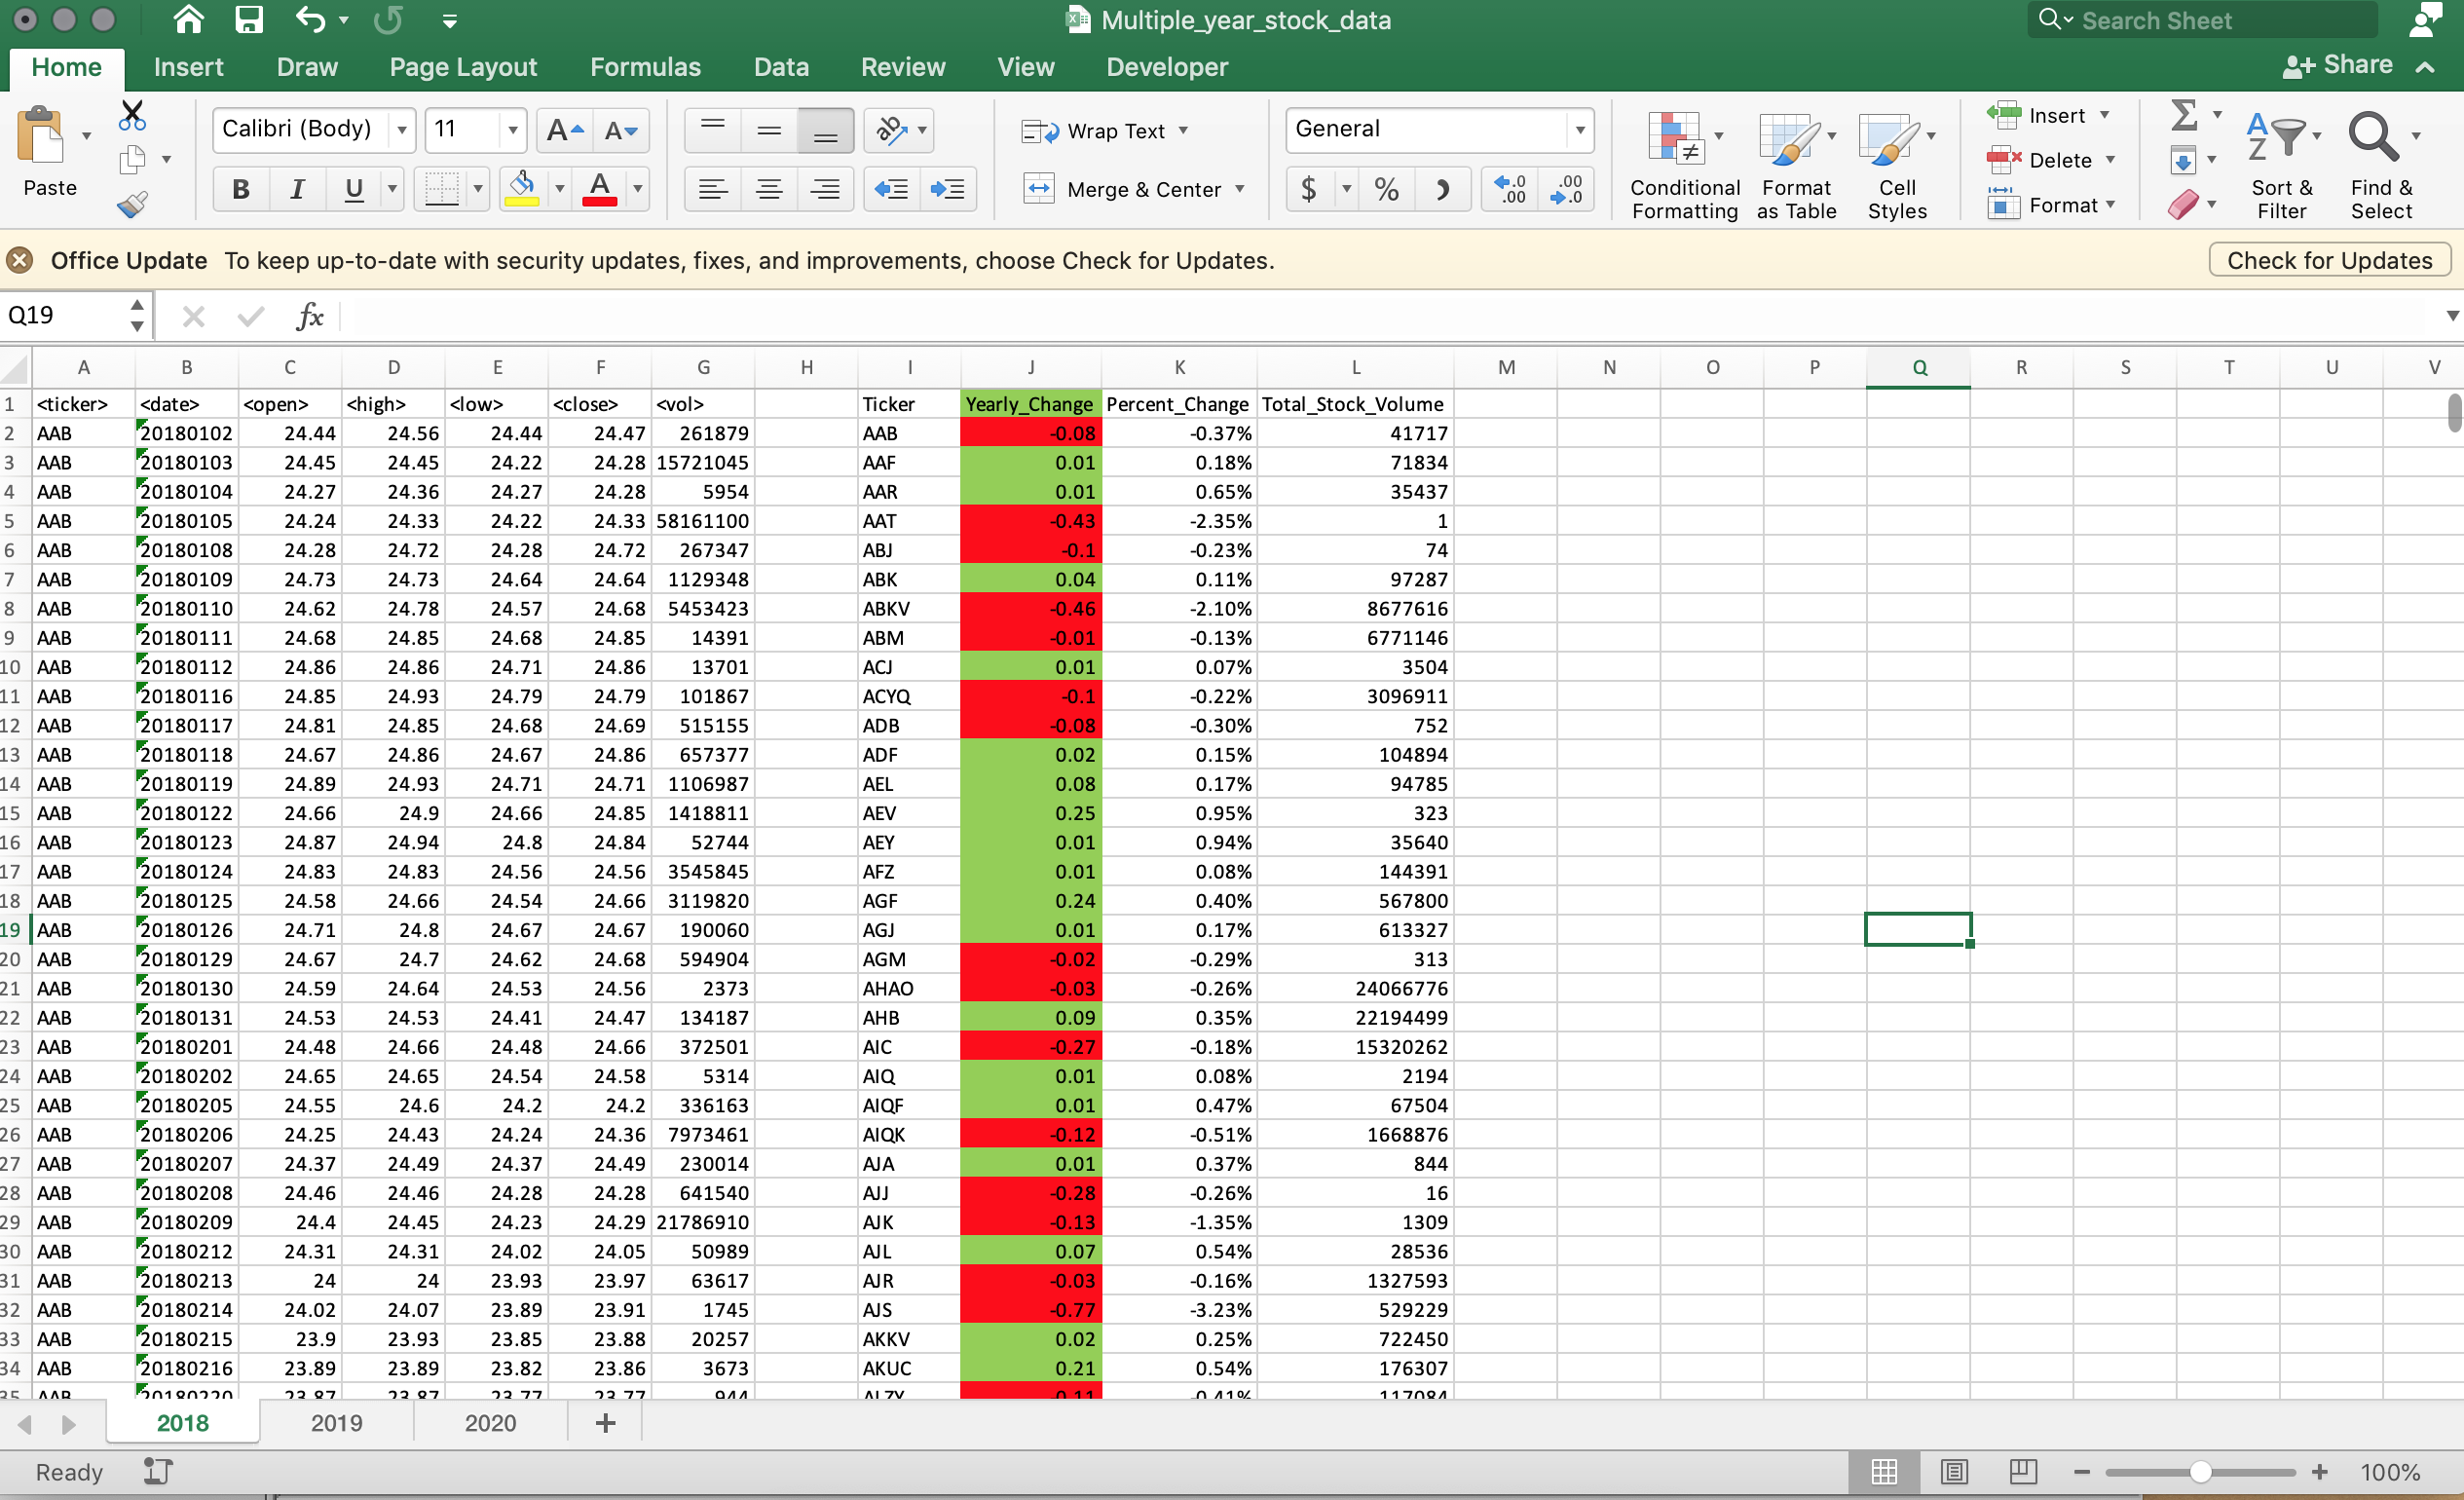 Multiple_year_stock_data
Search Sheet
Home Insert Draw Page Layout Formulas Data Review View Developer Share
Paste
Calibri (Body) 11
B I U
Wrap Text
Merge & Center
General
$ %
Conditional Formatting
Format as Table
Cell Styles
Insert
Delete
Format
Sort & Filter
Find & Select
Office Update To keep up-to-date with security updates, fixes, and improvements, choose Check for Updates. Check for Updates
Q19 fx
A B C D E F G H I J K L M N O P Q R S T U V
1 <ticker> <date> <open> <high> <low> <close> <vol> Ticker Yearly_Change Percent_Change Total_Stock_Volume
2 AAB 20180102 24.44 24.56 24.44 24.47 261879 AAB -0.08 -0.37% 41717
3 AAB 20180103 24.45 24.45 24.22 24.28 15721045 AAF 0.01 0.18% 71834
4 AAB 20180104 24.27 24.36 24.27 24.28 5954 AAR 0.01 0.65% 35437
5 AAB 20180105 24.24 24.33 24.22 24.33 58161100 AAT -0.43 -2.35% 1
6 AAB 20180108 24.28 24.72 24.28 24.72 267347 ABJ -0.1 -0.23% 74
7 AAB 20180109 24.73 24.73 24.64 24.64 1129348 ABK 0.04 0.11% 97287
8 AAB 20180110 24.62 24.78 24.57 24.68 5453423 ABKV -0.46 -2.10% 8677616
9 AAB 20180111 24.68 24.85 24.68 24.85 14391 ABM -0.01 -0.13% 6771146
10 AAB 20180112 24.86 24.86 24.71 24.86 13701 ACJ 0.01 0.07% 3504
11 AAB 20180116 24.85 24.93 24.79 24.79 101867 ACYQ -0.1 -0.22% 3096911
12 AAB 20180117 24.81 24.85 24.68 24.69 515155 ADB -0.08 -0.30% 752
13 AAB 20180118 24.67 24.86 24.67 24.86 657377 ADF 0.02 0.15% 104894
14 AAB 20180119 24.89 24.93 24.71 24.71 1106987 AEL 0.08 0.17% 94785
15 AAB 20180122 24.66 24.9 24.66 24.85 1418811 AEV 0.25 0.95% 323
16 AAB 20180123 24.87 24.94 24.8 24.84 52744 AEY 0.01 0.94% 35640
17 AAB 20180124 24.83 24.83 24.56 24.56 3545845 AFZ 0.01 0.08% 144391
18 AAB 20180125 24.58 24.66 24.54 24.66 3119820 AGF 0.24 0.40% 567800
19 AAB 20180126 24.71 24.8 24.67 24.67 190060 AGJ 0.01 0.17% 613327
20 AAB 20180129 24.67 24.7 24.62 24.68 594904 AGM -0.02 -0.29% 313
21 AAB 20180130 24.59 24.64 24.53 24.56 2373 AHAO -0.03 -0.26% 24066776
22 AAB 20180131 24.53 24.53 24.41 24.47 134187 AHB 0.09 0.35% 22194499
23 AAB 20180201 24.48 24.66 24.48 24.66 372501 AIC -0.27 -0.18% 15320262
24 AAB 20180202 24.65 24.65 24.54 24.58 5314 AIQ 0.01 0.08% 2194
25 AAB 20180205 24.55 24.6 24.2 24.2 336163 AIQF 0.01 0.47% 67504
26 AAB 20180206 24.25 24.43 24.24 24.36 7973461 AIQK -0.12 -0.51% 1668876
27 AAB 20180207 24.37 24.49 24.37 24.49 230014 AJA 0.01 0.37% 844
28 AAB 20180208 24.46 24.46 24.28 24.28 641540 AJJ -0.28 -0.26% 16
29 AAB 20180209 24.4 24.45 24.23 24.29 21786910 AJK -0.13 -1.35% 1309
30 AAB 20180212 24.31 24.31 24.02 24.05 50989 AJL 0.07 0.54% 28536
31 AAB 20180213 24 24 23.93 23.97 63617 AJR -0.03 -0.16% 1327593
32 AAB 20180214 24.02 24.07 23.89 23.91 1745 AJS -0.77 -3.23% 529229
33 AAB 20180215 23.9 23.93 23.85 23.88 20257 AKKV 0.02 0.25% 722450
34 AAB 20180216 23.89 23.89 23.82 23.86 3673 AKUC 0.21 0.54% 176307
35 AAB 20180220 23.87 23.87 23.77 23.77 944 ALZY -0.11 -0.41% 117084
2018 2019 2020 +
Ready 100%